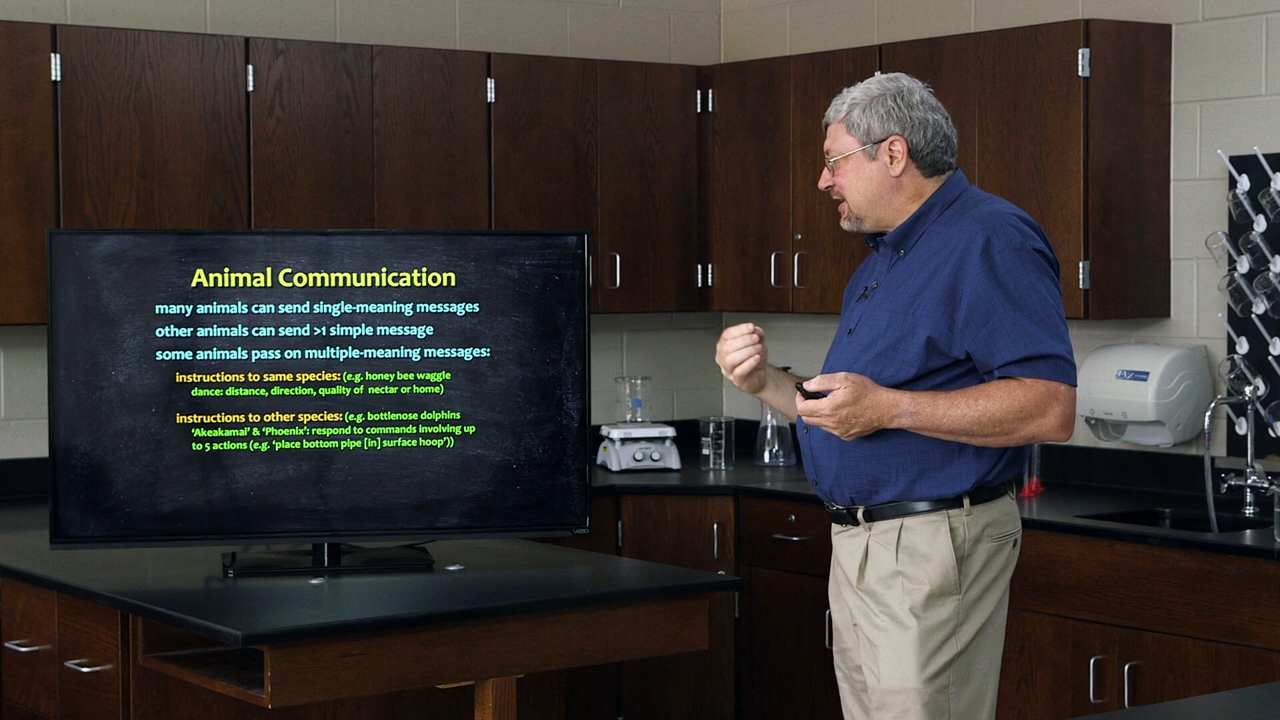 Animal Communication
many animals can send single-meaning messages
other animals can send >1 simple message
some animals pass on multiple-meaning messages:
instructions to same species: (e.g. honey bee waggle
dance: distance, direction, quality of nectar or home)
instructions to other species: (e.g. bottlenose dolphins
‘Akeakamai’ & ‘Phoenix’: respond to commands involving up
to 5 actions (e.g. ‘place bottom pipe [in] surface hoop’))
VIZIO